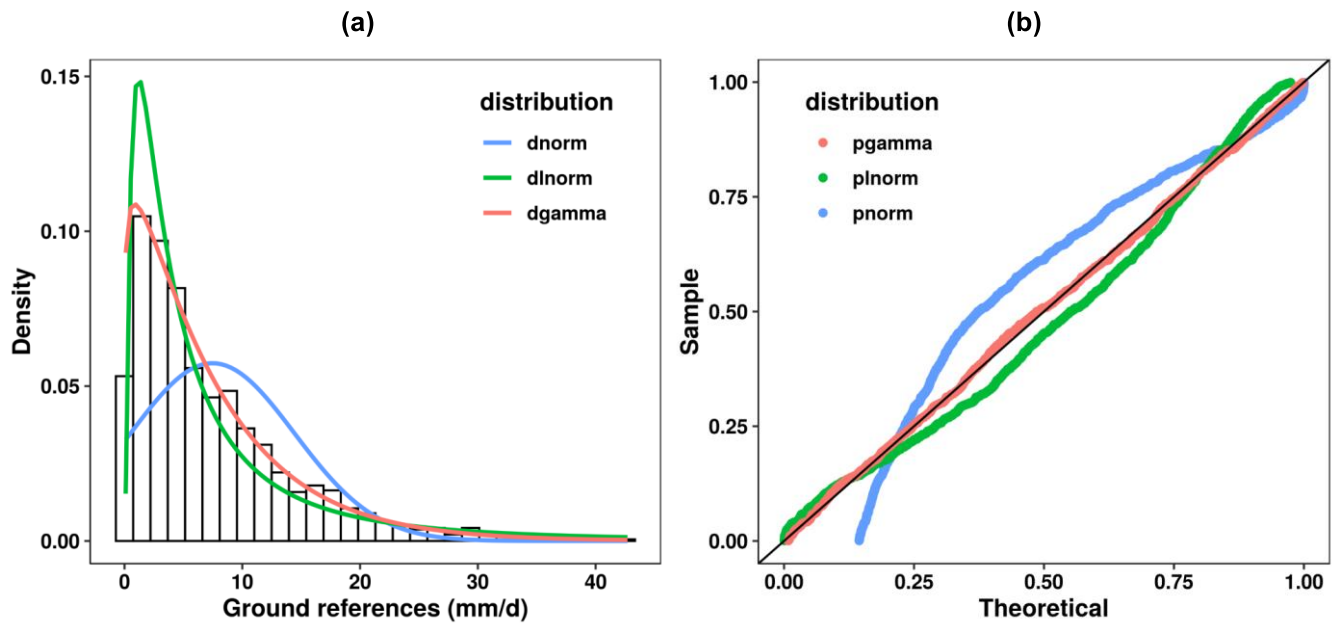 (a)
0.15
0.10
0.05
0.00
Density
distribution
dnorm
dlnorm
dgamma
0
10
20
30
40
Ground references (mm/d)
(b)
1.00
0.75
0.50
0.25
0.00
Sample
distribution
pgamma
plnorm
pnorm
0.00
0.25
0.50
0.75
1.00
Theoretical